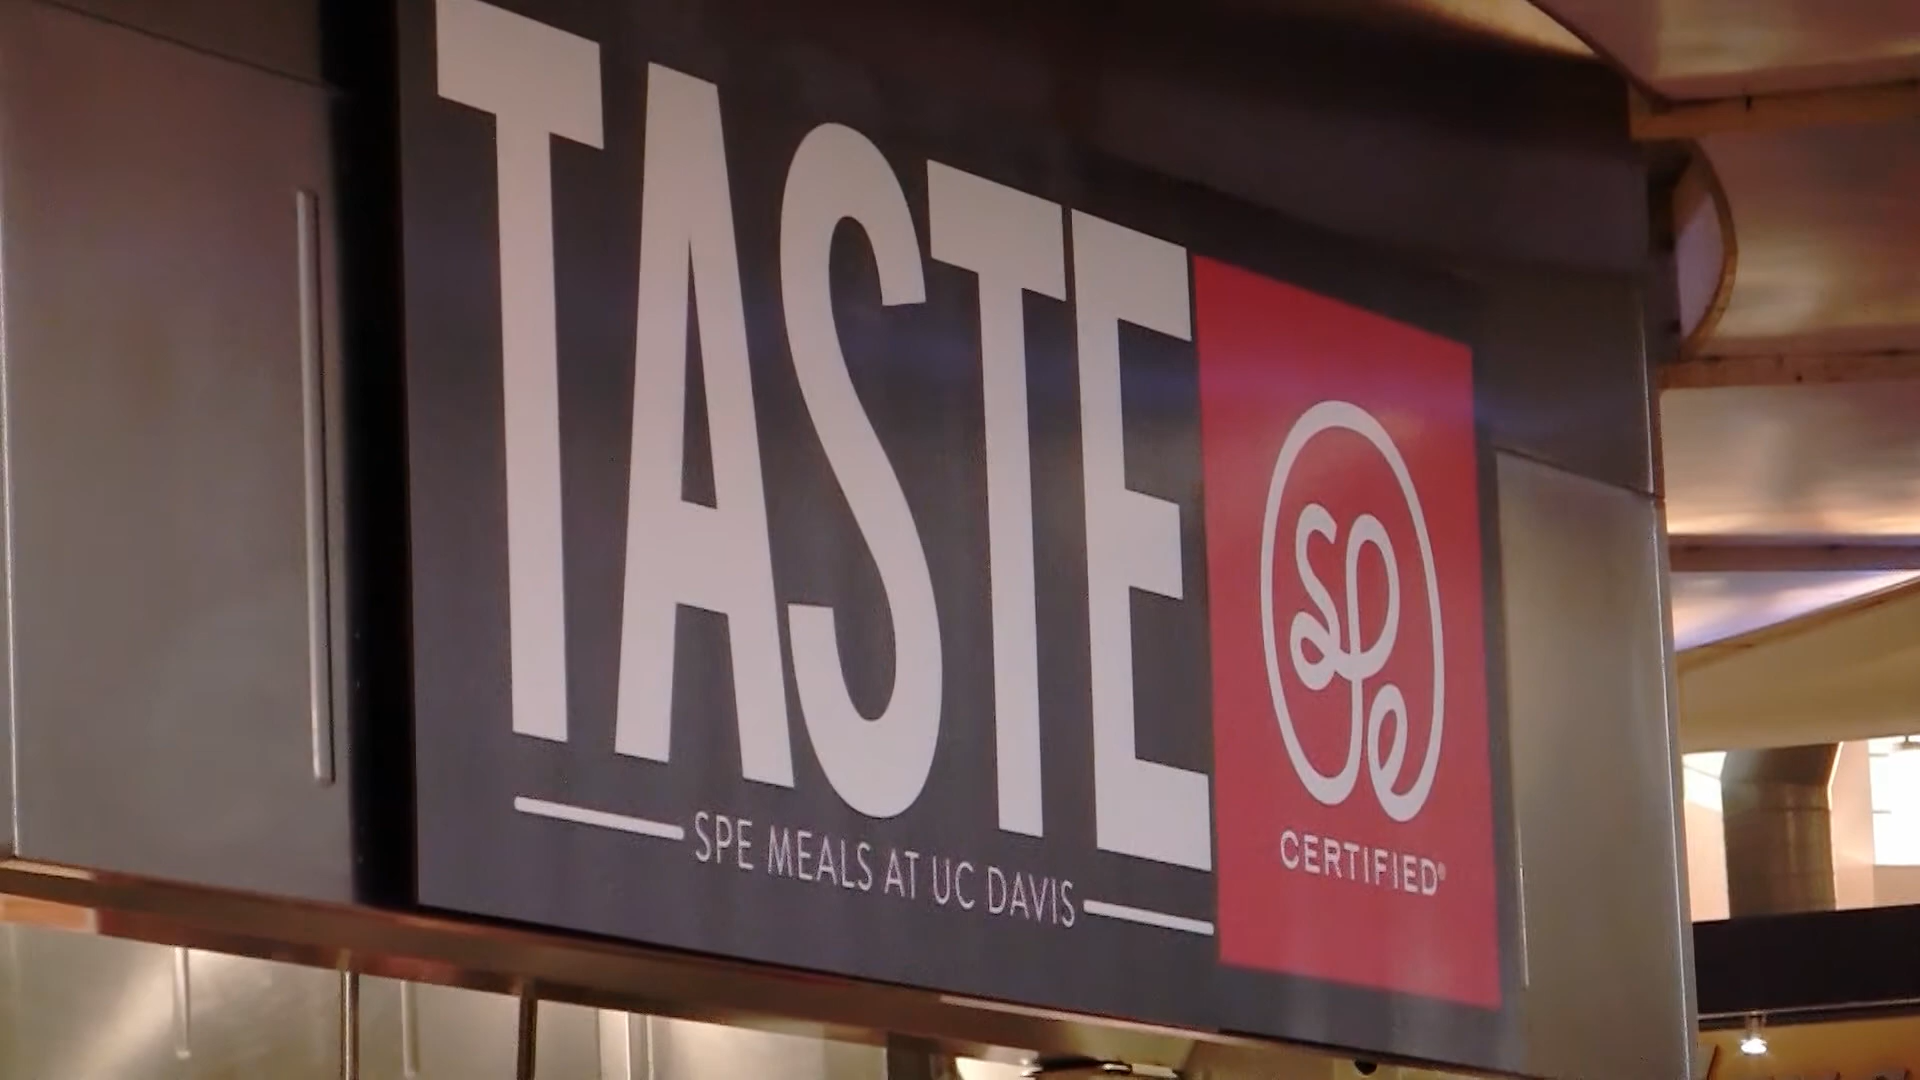 TASTE
SPE MEALS AT UC DAVIS
spe
CERTIFIED®